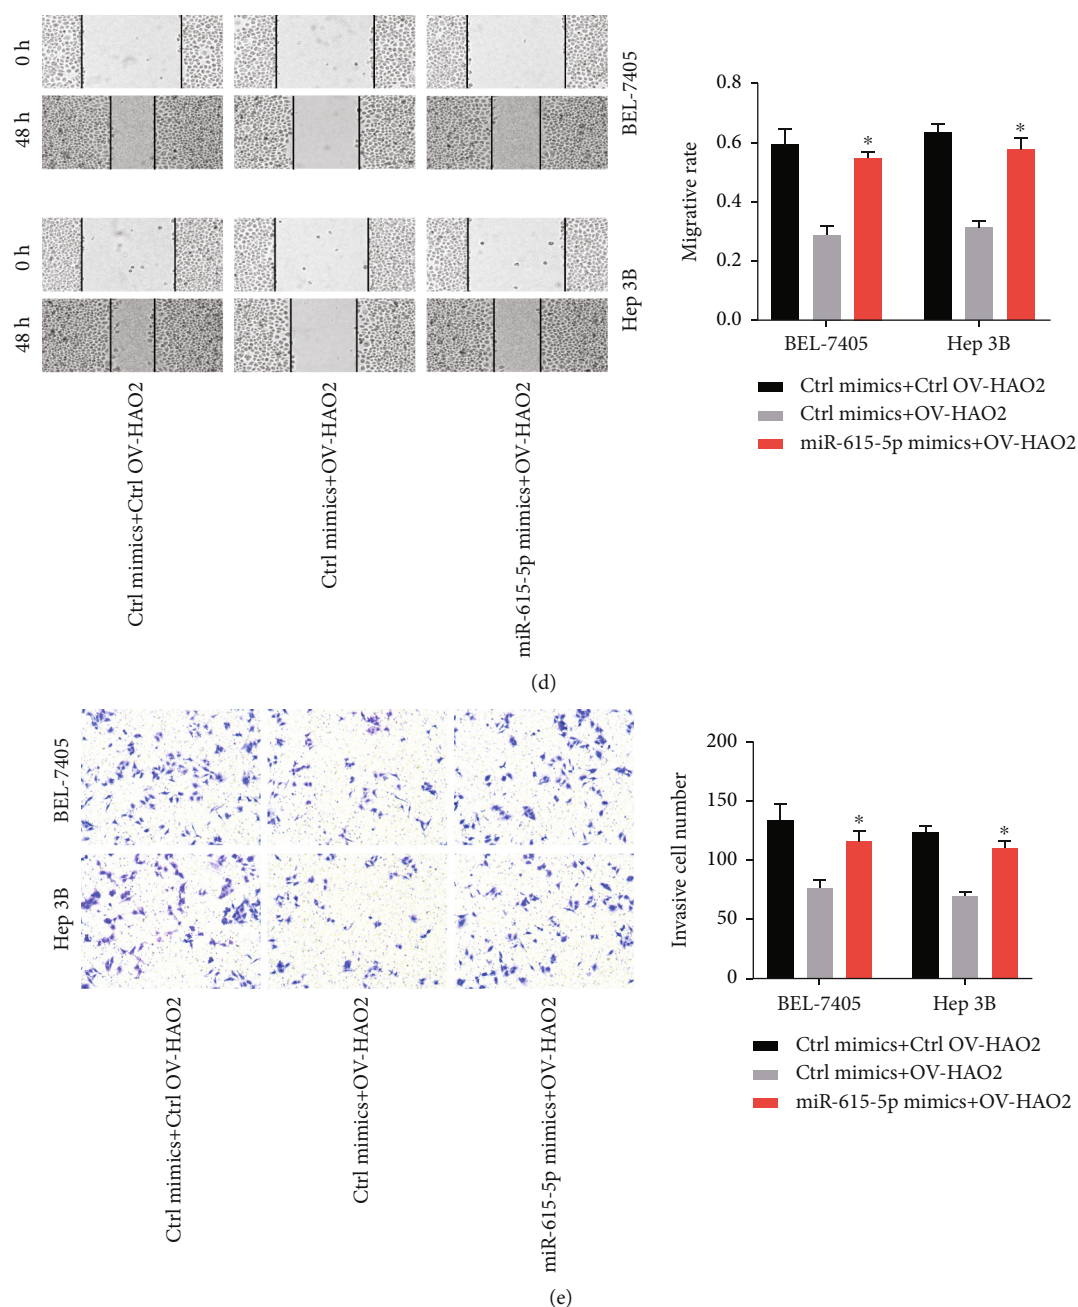 0 h
48 h
BEL-7405
0 h
48 h
Hep 3B
Ctrl mimics+Ctrl OV-HAO2
Ctrl mimics+OV-HAO2
miR-615-5p mimics+OV-HAO2
Migrative rate
0.8
0.6
0.4
0.2
0.0
* *
BEL-7405 Hep 3B
Ctrl mimics+Ctrl OV-HAO2
Ctrl mimics+OV-HAO2
miR-615-5p mimics+OV-HAO2
(d)
BEL-7405
Hep 3B
Ctrl mimics+Ctrl OV-HAO2
Ctrl mimics+OV-HAO2
miR-615-5p mimics+OV-HAO2
Invasive cell number
200
150
100
50
0
* *
BEL-7405 Hep 3B
Ctrl mimics+Ctrl OV-HAO2
Ctrl mimics+OV-HAO2
miR-615-5p mimics+OV-HAO2
(e)